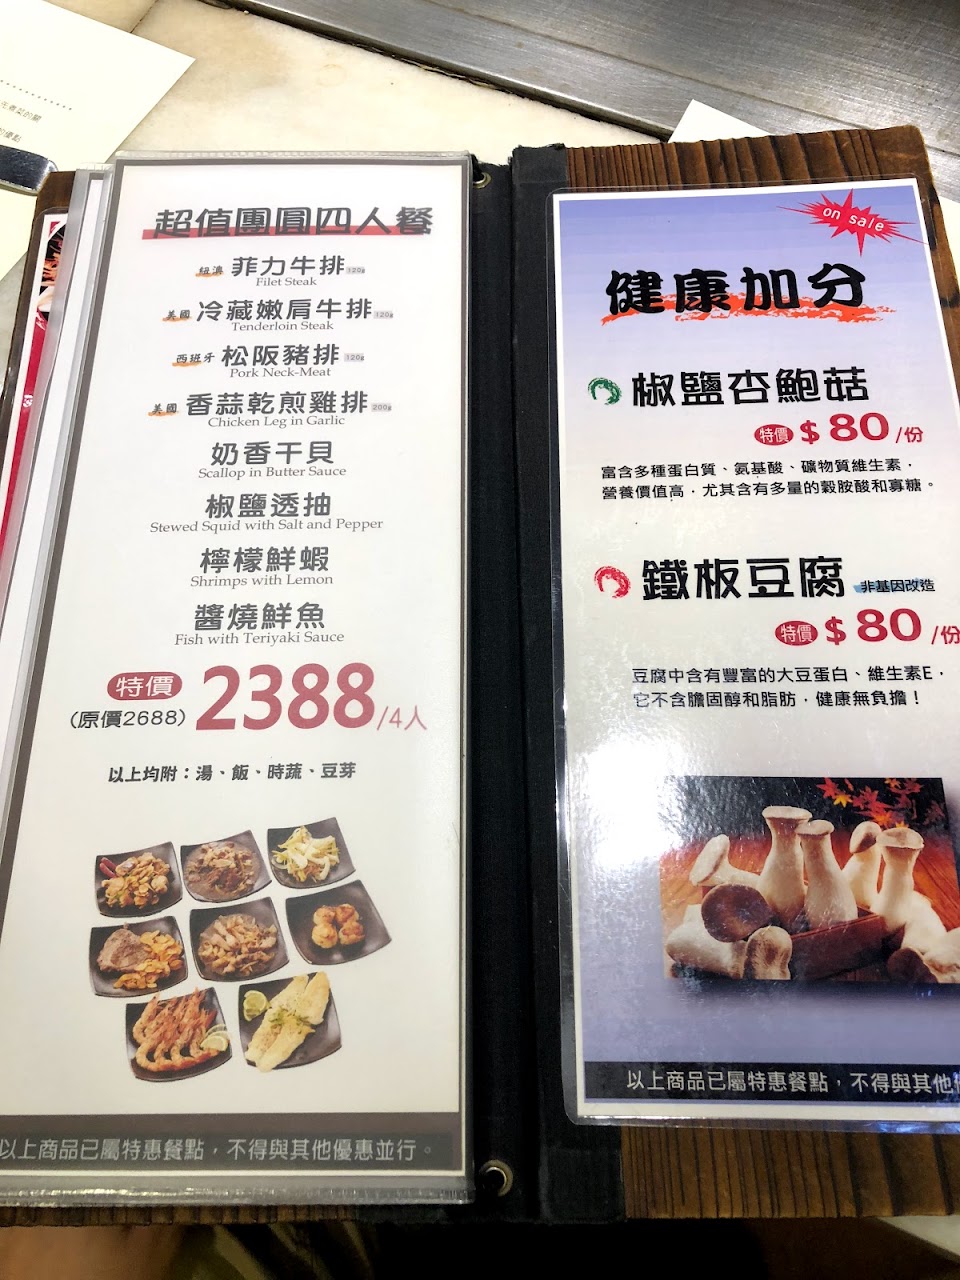 花煮菜的關
的優點
超值團圓四人餐
紐澳 菲力牛排 120g
Filet Steak
美國 冷藏嫩肩牛排 120g
Tenderloin Steak
西班牙 松阪豬排 120g
Pork Neck-Meat
美國 香蒜乾煎雞排 200g
Chicken Leg in Garlic
奶香干貝
Scallop in Butter Sauce
椒鹽透抽
Stewed Squid with Salt and Pepper
檸檬鮮蝦
Shrimps with Lemon
醬燒鮮魚
Fish with Teriyaki Sauce
特價
(原價2688) 2388/4人
以上均附：湯、飯、時蔬、豆芽
以上商品已屬特惠餐點，不得與其他優惠並行。
on sale
健康加分
椒鹽杏鮑菇
特價 $80/份
富含多種蛋白質、氨基酸、礦物質維生素，
營養價值高，尤其含有多量的穀胺酸和寡糖。
鐵板豆腐 非基因改造
特價 $80/份
豆腐中含有豐富的大豆蛋白、維生素E，
它不含膽固醇和脂肪，健康無負擔！
以上商品已屬特惠餐點，不得與其他